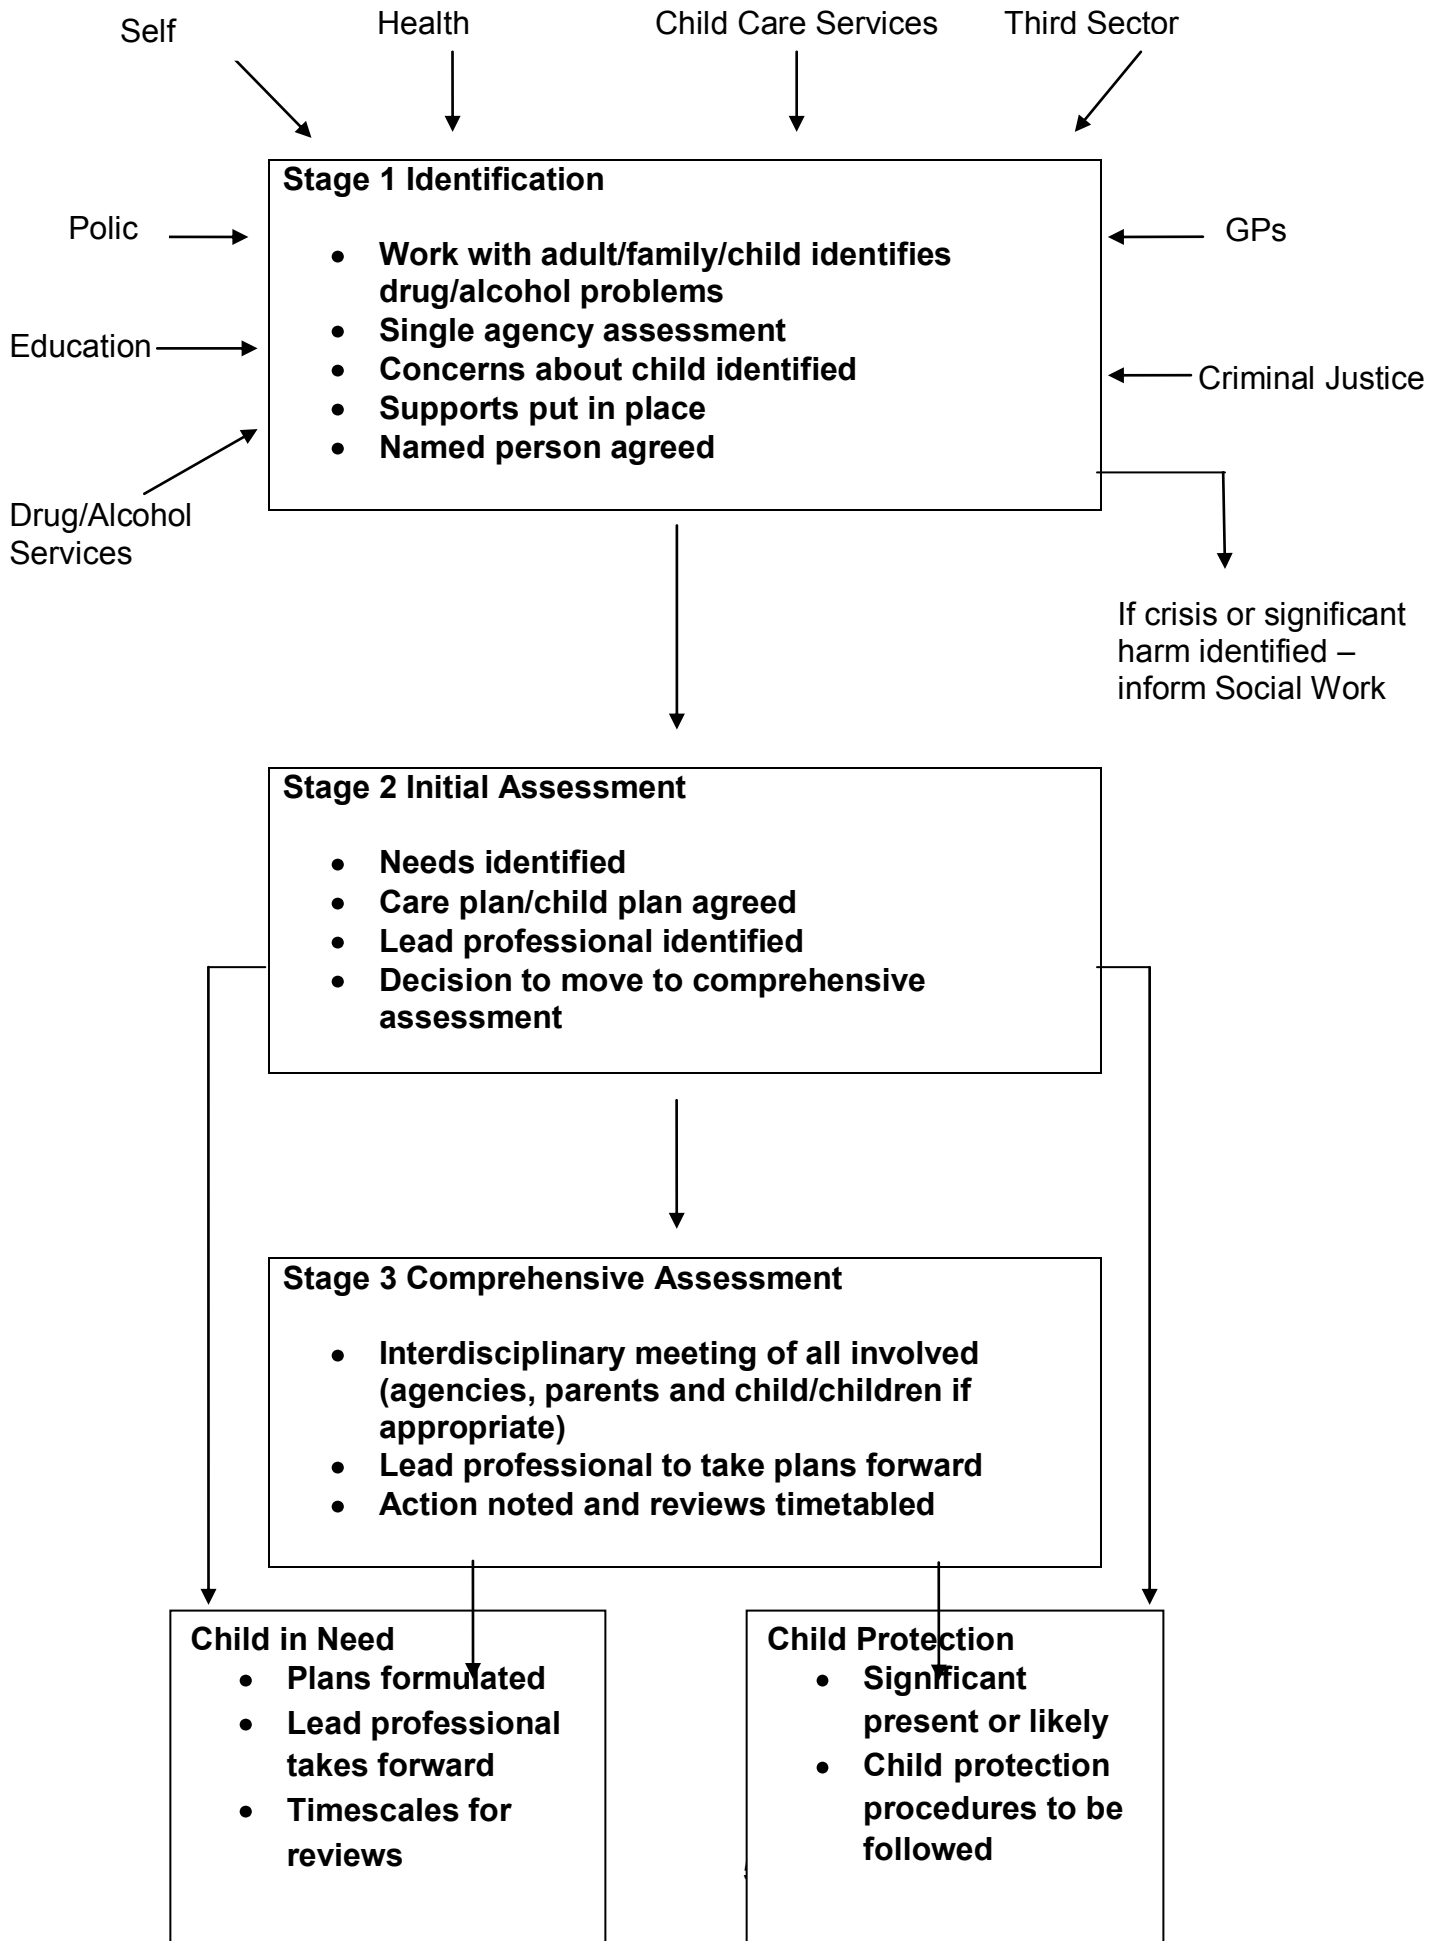 Self
Health
Child Care Services
Third Sector
Stage 1 Identification
• Work with adult/family/child identifies
drug/alcohol problems
• Single agency assessment
• Concerns about child identified
• Supports put in place
• Named person agreed
Polic
Education
Drug/Alcohol
Services
GPs
Criminal Justice
If crisis or significant
harm identified –
inform Social Work
Stage 2 Initial Assessment
• Needs identified
• Care plan/child plan agreed
• Lead professional identified
• Decision to move to comprehensive
assessment
Stage 3 Comprehensive Assessment
• Interdisciplinary meeting of all involved
(agencies, parents and child/children if
appropriate)
• Lead professional to take plans forward
• Action noted and reviews timetabled
Child in Need
• Plans formulated
• Lead professional
takes forward
• Timescales for
reviews
Child Protection
• Significant
present or likely
• Child protection
procedures to be
followed